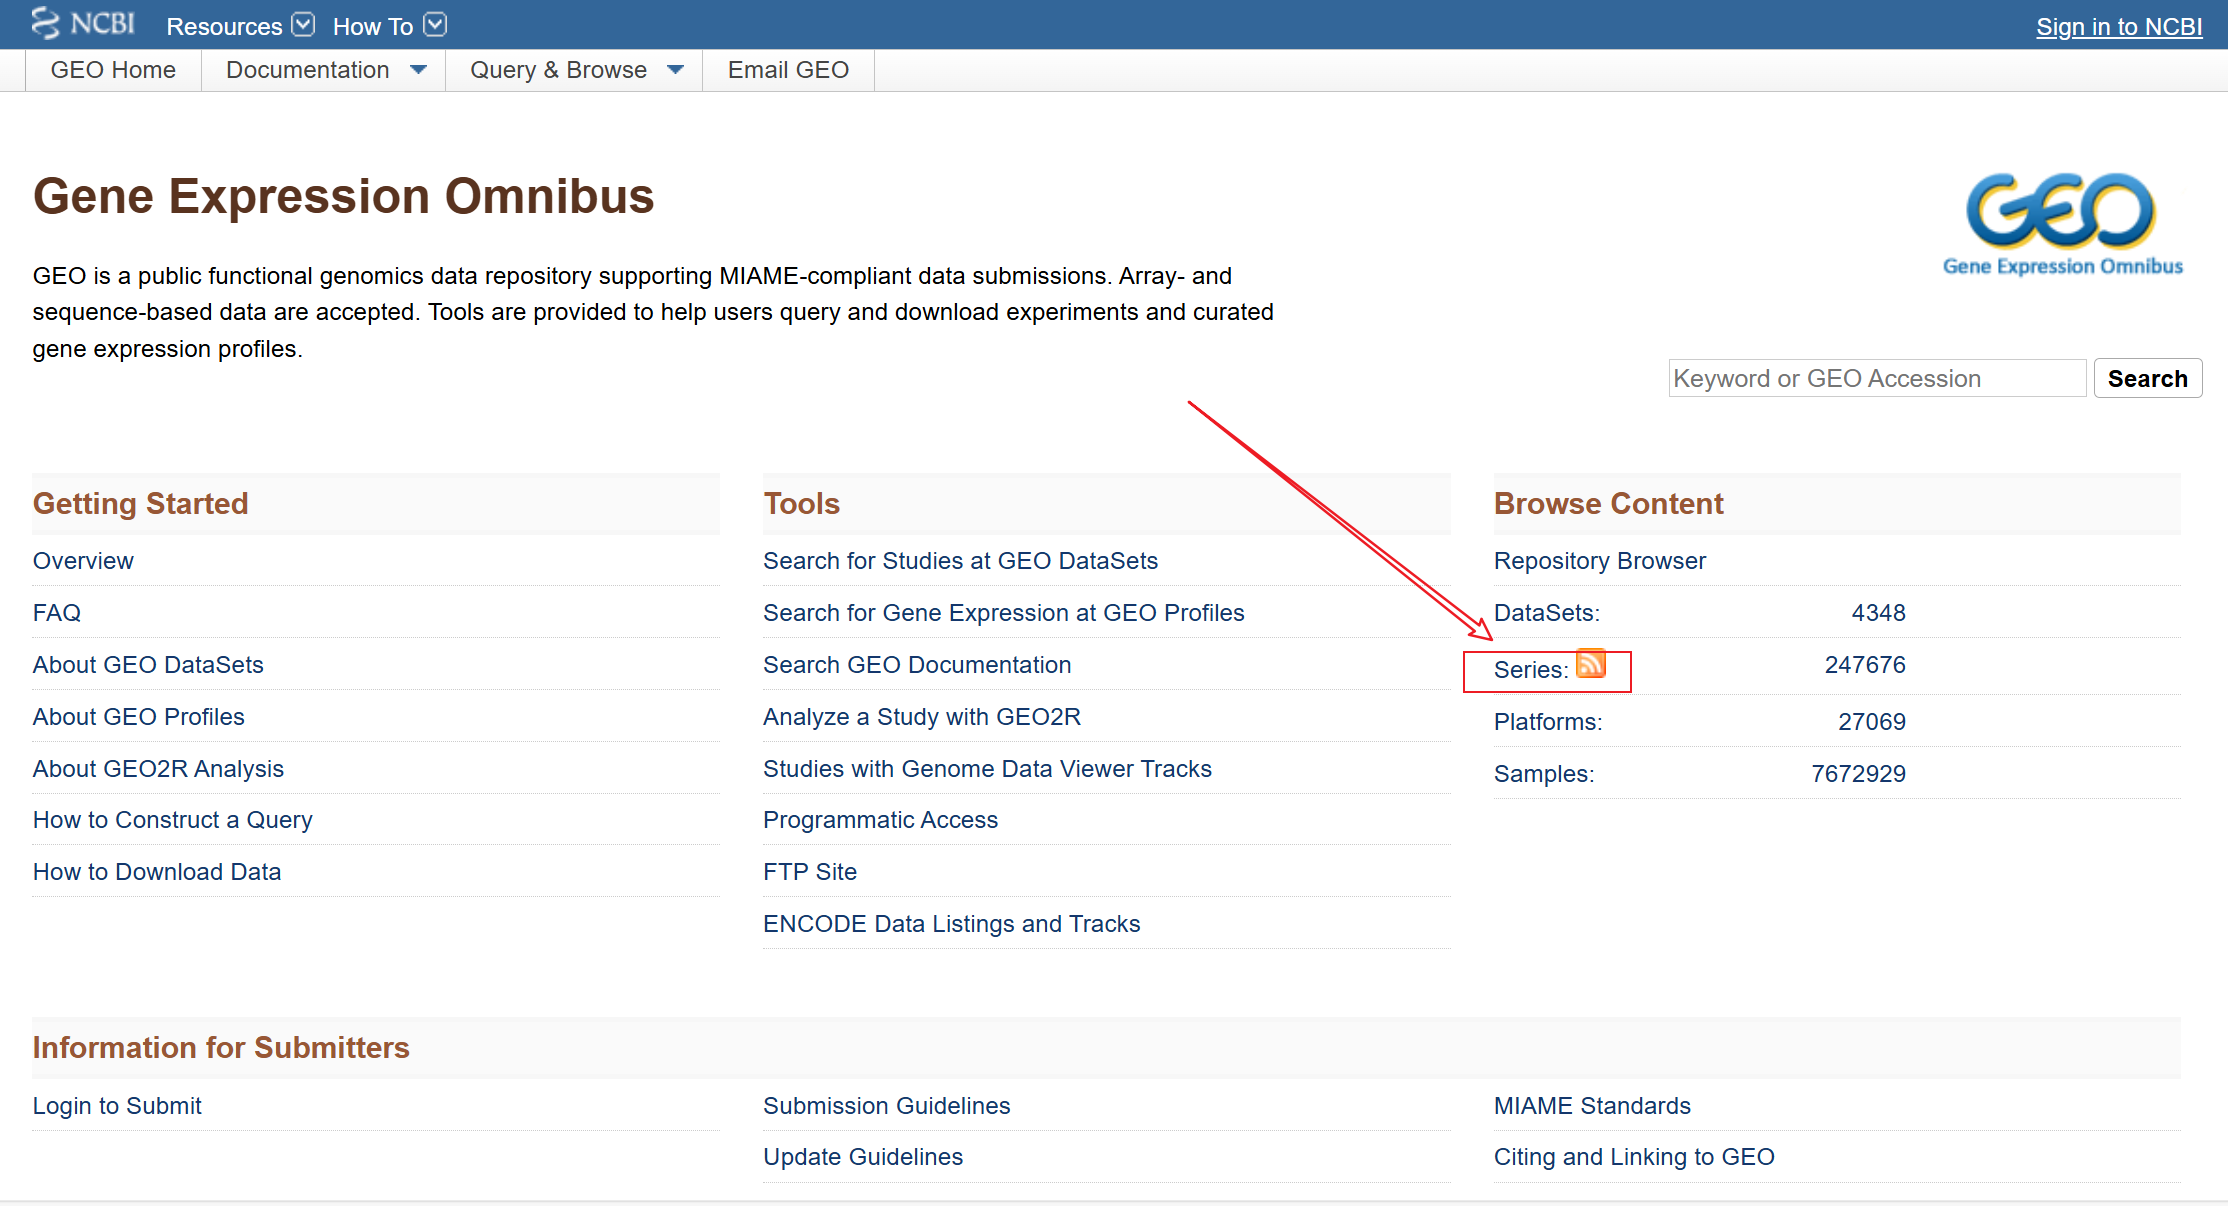 NCBI Resources How To Sign in to NCBI
GEO Home Documentation Query & Browse Email GEO
Gene Expression Omnibus
GEO is a public functional genomics data repository supporting MIAME-compliant data submissions. Array- and
sequence-based data are accepted. Tools are provided to help users query and download experiments and curated
gene expression profiles.
GEO
Gene Expression Omnibus
Keyword or GEO Accession Search
Getting Started
Overview
FAQ
About GEO DataSets
About GEO Profiles
About GEO2R Analysis
How to Construct a Query
How to Download Data
Tools
Search for Studies at GEO DataSets
Search for Gene Expression at GEO Profiles
Search GEO Documentation
Analyze a Study with GEO2R
Studies with Genome Data Viewer Tracks
Programmatic Access
FTP Site
ENCODE Data Listings and Tracks
Browse Content
Repository Browser
DataSets: 4348
Series: 247676
Platforms: 27069
Samples: 7672929
Information for Submitters
Login to Submit
Submission Guidelines
Update Guidelines
MIAME Standards
Citing and Linking to GEO